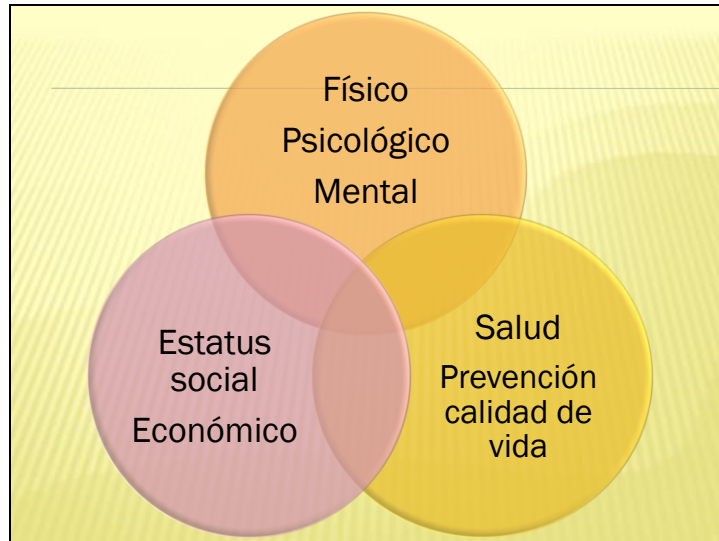 Físico
Psicológico
Mental
Estatus
social
Económico
Salud
Prevención
calidad de
vida